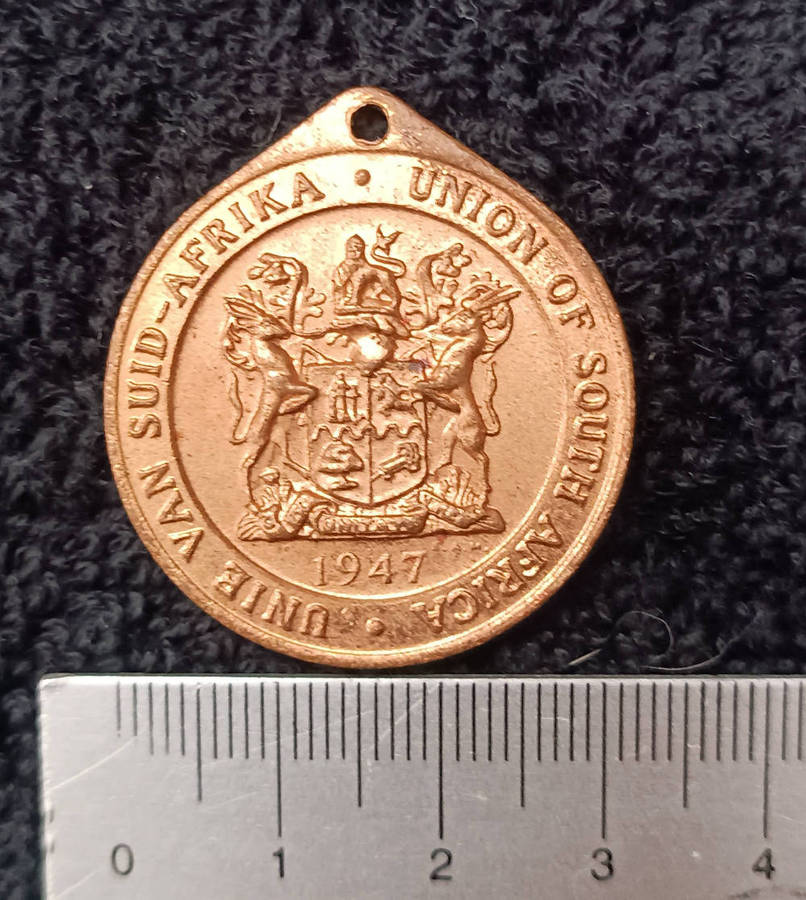 UNIE VAN SUID-AFRIKA • UNION OF SOUTH AFRICA •
1947
0 1 2 3 4